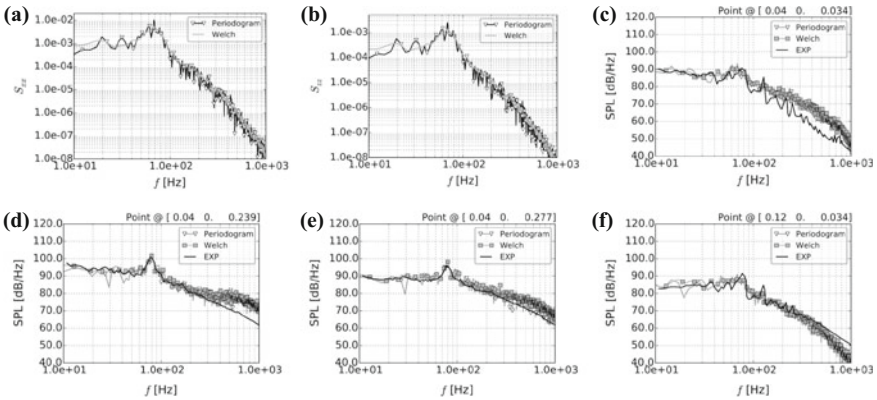 (a)
1.0e-02
1.0e-03
1.0e-04
1.0e-05
1.0e-06
1.0e-07
1.0e-08
1.0e+01 1.0e+02 1.0e+03
f [Hz]
Periodogram
Welch
(b)
1.0e-03
1.0e-04
1.0e-05
1.0e-06
1.0e-07
1.0e-08
1.0e+01 1.0e+02 1.0e+03
f [Hz]
Periodogram
Welch
(c)
Point @ [ 0.04 0. 0.034]
SPL [dB/Hz]
120.0
110.0
100.0
90.0
80.0
70.0
60.0
50.0
40.0
1.0e+01 1.0e+02 1.0e+03
f [Hz]
Periodogram
Welch
EXP
(d)
Point @ [ 0.04 0. 0.239]
SPL [dB/Hz]
120.0
110.0
100.0
90.0
80.0
70.0
60.0
50.0
40.0
1.0e+01 1.0e+02 1.0e+03
f [Hz]
Periodogram
Welch
EXP
(e)
Point @ [ 0.04 0. 0.277]
SPL [dB/Hz]
120.0
110.0
100.0
90.0
80.0
70.0
60.0
50.0
40.0
1.0e+01 1.0e+02 1.0e+03
f [Hz]
Periodogram
Welch
EXP
(f)
Point @ [ 0.12 0. 0.034]
SPL [dB/Hz]
120.0
110.0
100.0
90.0
80.0
70.0
60.0
50.0
40.0
1.0e+01 1.0e+02 1.0e+03
f [Hz]
Periodogram
Welch
EXP